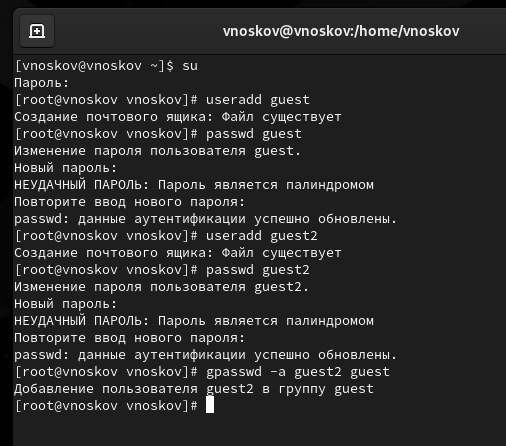 vnoskov@vnoskov:/home/vnoskov
[vnoskov@vnoskov ~]$ su
Пароль:
[root@vnoskov vnoskov]# useradd guest
Создание почтового ящика: Файл существует
[root@vnoskov vnoskov]# passwd guest
Изменение пароля пользователя guest.
Новый пароль:
НЕУДАЧНЫЙ ПАРОЛЬ: Пароль является палиндромом
Повторите ввод нового пароля:
passwd: данные аутентификации успешно обновлены.
[root@vnoskov vnoskov]# useradd guest2
Создание почтового ящика: Файл существует
[root@vnoskov vnoskov]# passwd guest2
Изменение пароля пользователя guest2.
Новый пароль:
НЕУДАЧНЫЙ ПАРОЛЬ: Пароль является палиндромом
Повторите ввод нового пароля:
passwd: данные аутентификации успешно обновлены.
[root@vnoskov vnoskov]# gpasswd -a guest2 guest
Добавление пользователя guest2 в группу guest
[root@vnoskov vnoskov]#